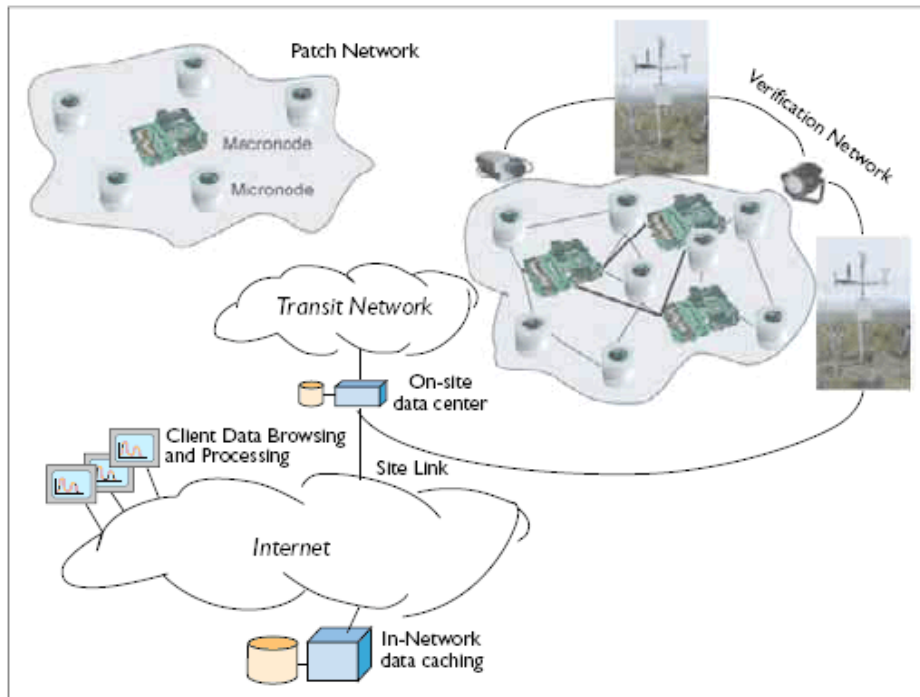 Patch Network
Macronode
Micronode
Verification Network
Transit Network
On-site
data center
Client Data Browsing
and Processing
Site Link
Internet
In-Network
data caching